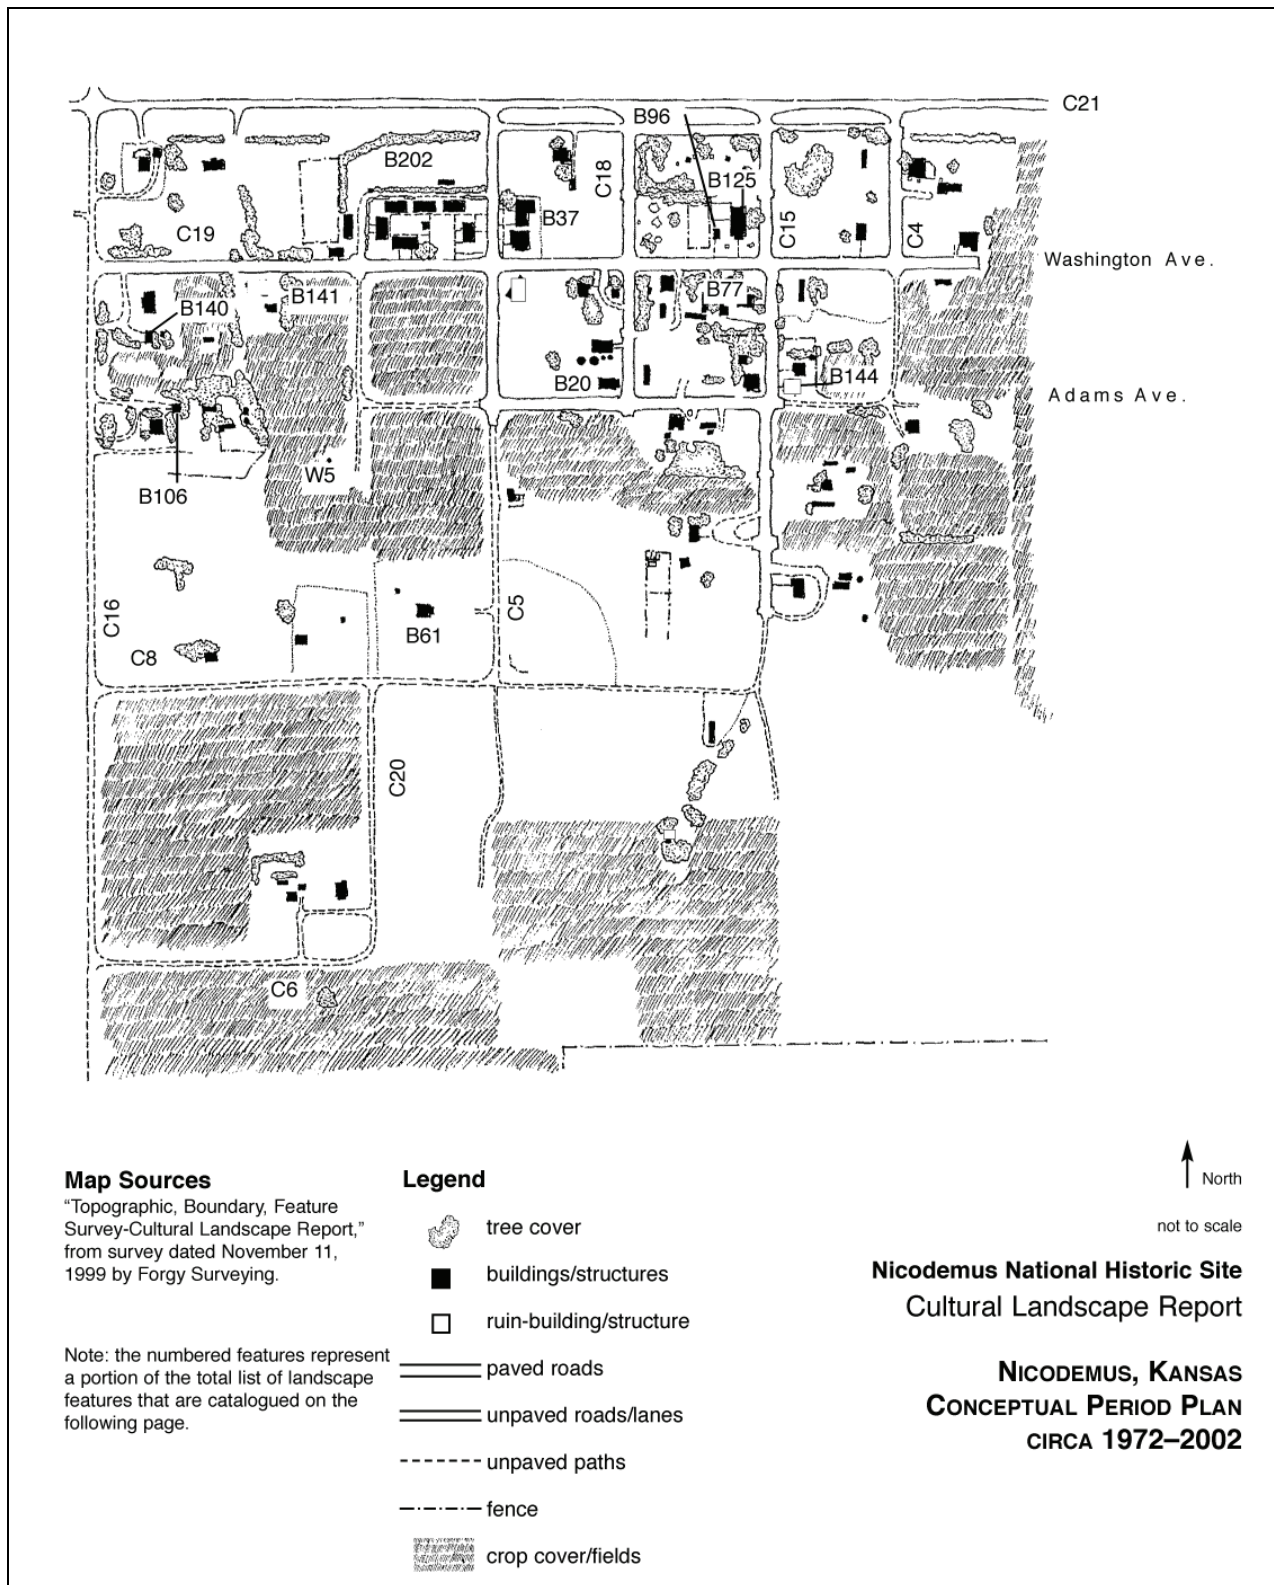 C21
B96
B202
B125
C18
B37
C19
C15
C4
Washington Ave.
B141
B77
B140
B20
B144
Adams Ave.
W5
B106
C16
C5
B61
C8
C20
C6
North
not to scale
Map Sources
“Topographic, Boundary, Feature
Survey-Cultural Landscape Report,”
from survey dated November 11,
1999 by Forgy Surveying.
Note: the numbered features represent
a portion of the total list of landscape
features that are catalogued on the
following page.
Legend
tree cover
buildings/structures
ruin-building/structure
paved roads
unpaved roads/lanes
unpaved paths
fence
crop cover/fields
Nicodemus National Historic Site
Cultural Landscape Report
NICODEMUS, KANSAS
CONCEPTUAL PERIOD PLAN
CIRCA 1972–2002